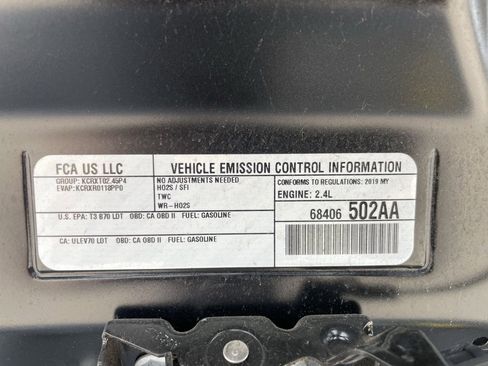 FCA US LLC
GROUP: KCRXT02.45P4
EVAP: KCRXR0118PP0
VEHICLE EMISSION CONTROL INFORMATION
NO ADJUSTMENTS NEEDED
HO2S / SFI
TWC
WR-HO2S
CONFORMS TO REGULATIONS: 2019 MY
ENGINE: 2.4L
68406 502AA
U.S. EPA: T3 B70 LDT OBD: CA OBD II FUEL: GASOLINE
CA: ULEV70 LDT OBD: CA OBD II FUEL: GASOLINE